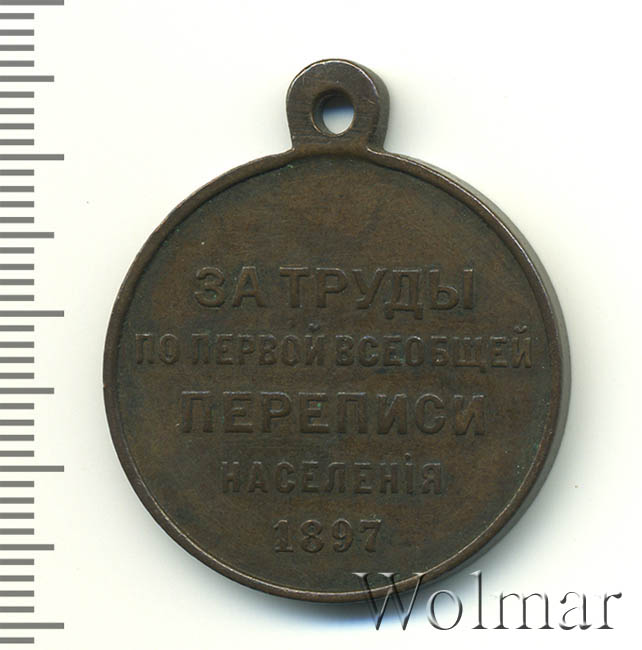 ЗА ТРУДЫ
ПО ПЕРВОЙ ВСЕОБЩЕЙ
ПЕРЕПИСИ
НАСЕЛЕНІЯ
1897
Wolmar